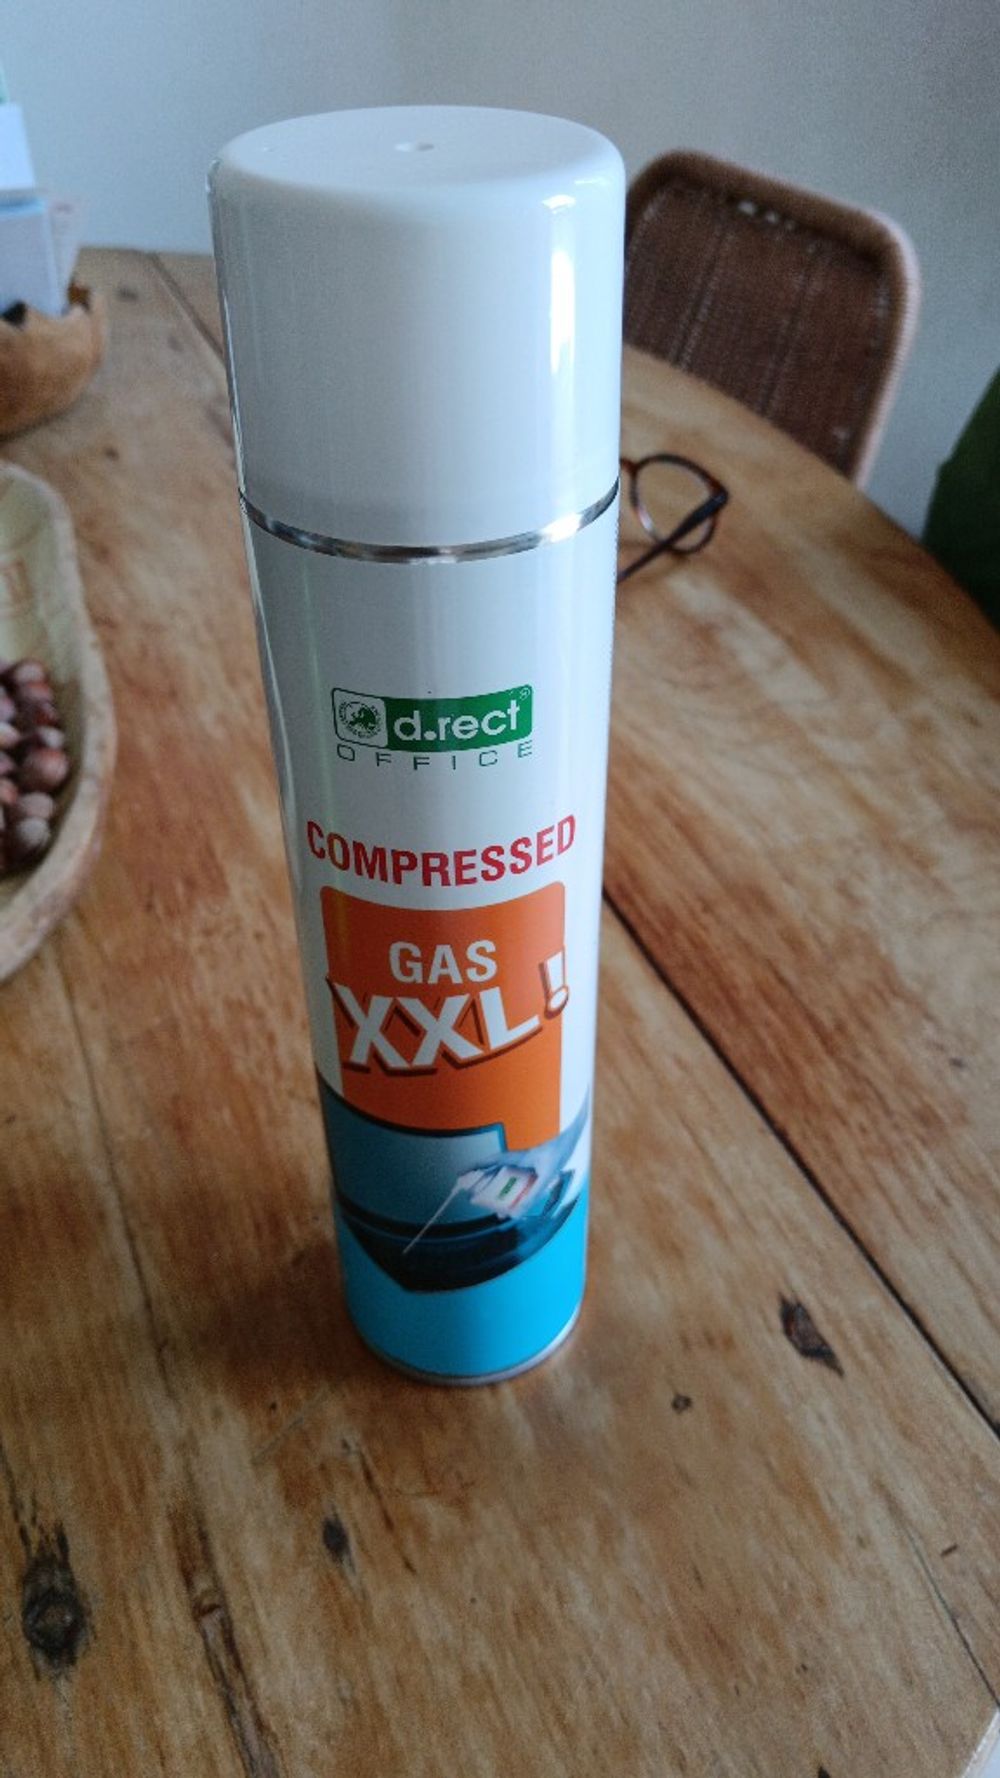 d.rect®
OFFICE
COMPRESSED
GAS
XXL!